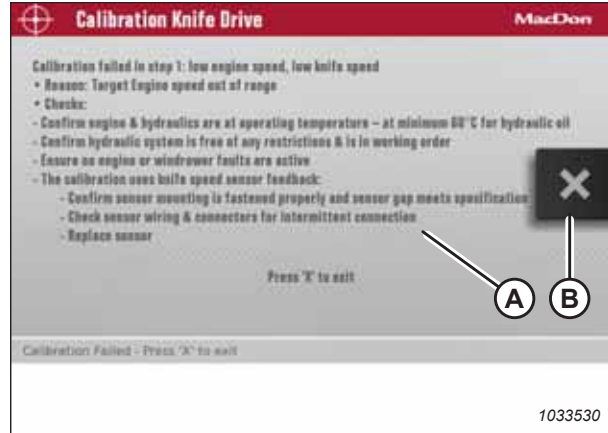 Calibration Knife Drive
MacDon
Calibration failed in step 1: low engine speed, low knife speed
• Reason: Target Engine speed out of range
• Checks:
- Confirm engine & hydraulics are at operating temperature – at minimum 60°C for hydraulic oil
- Confirm hydraulic system is free of any restrictions & is in working order
- Ensure no engine or windrower faults are active
- The calibration uses knife speed sensor feedback:
- Confirm sensor mounting is fastened properly and sensor gap meets specification
- Check sensor wiring & connectors for intermittent connection
- Replace sensor
Press 'X' to exit
A
B
Calibration Failed - Press 'X' to exit
1033530